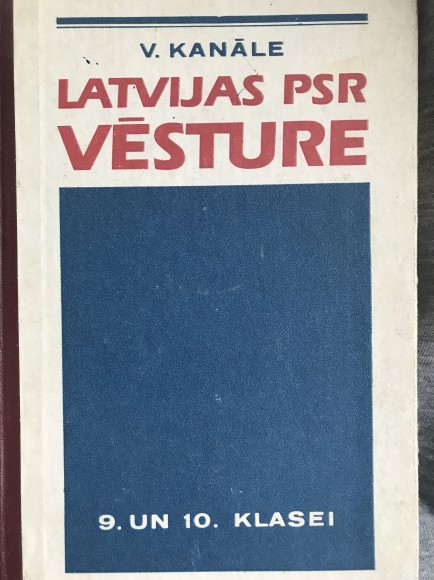 V. KANĀLE
LATVIJAS PSR
VĒSTURE
9. UN 10. KLASEI